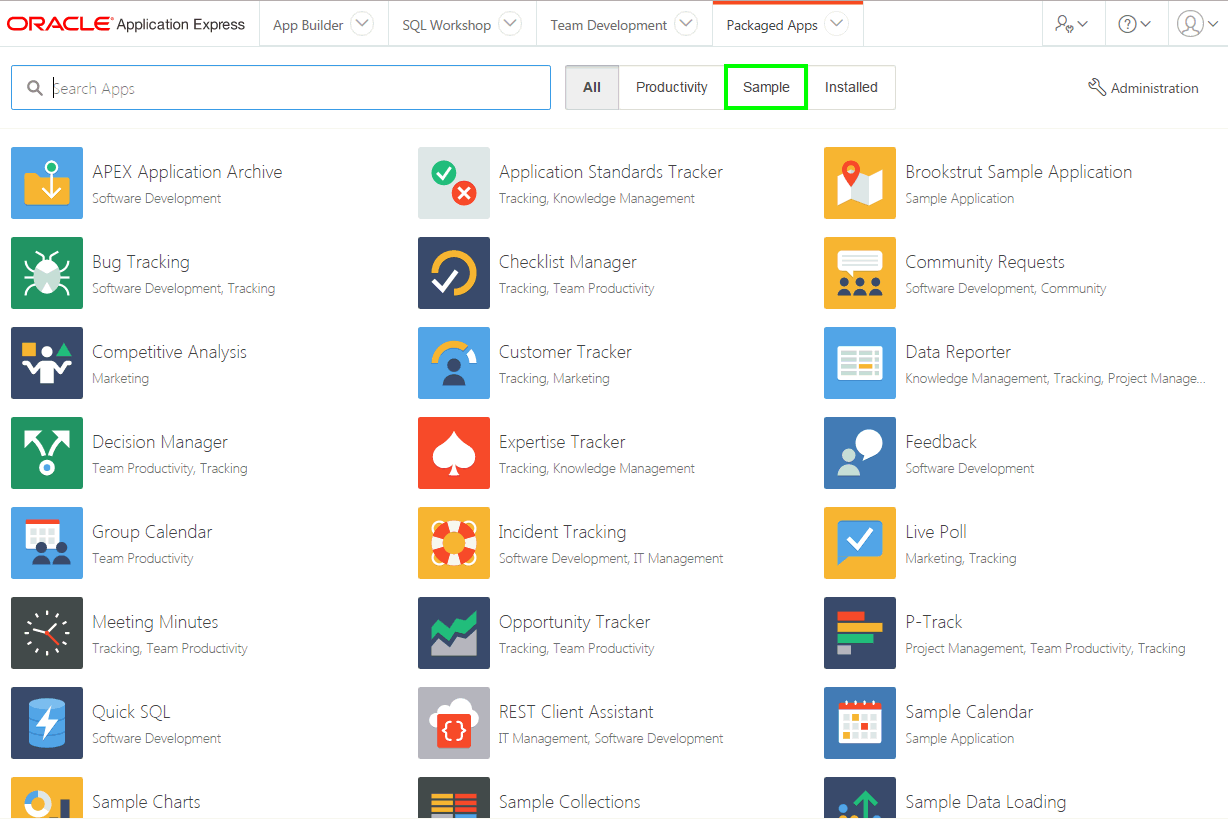 ORACLE® Application Express App Builder SQL Workshop Team Development Packaged Apps
Search Apps All Productivity Sample Installed Administration
APEX Application Archive Application Standards Tracker Brookstrut Sample Application
Software Development Tracking, Knowledge Management Sample Application
Bug Tracking Checklist Manager Community Requests
Software Development, Tracking Tracking, Team Productivity Software Development, Community
Competitive Analysis Customer Tracker Data Reporter
Marketing Tracking, Marketing Knowledge Management, Tracking, Project Manage...
Decision Manager Expertise Tracker Feedback
Team Productivity, Tracking Tracking, Knowledge Management Software Development
Group Calendar Incident Tracking Live Poll
Team Productivity Software Development, IT Management Marketing, Tracking
Meeting Minutes Opportunity Tracker P-Track
Tracking, Team Productivity Tracking, Team Productivity Project Management, Team Productivity, Tracking
Quick SQL REST Client Assistant Sample Calendar
Software Development IT Management, Software Development Sample Application
Sample Charts Sample Collections Sample Data Loading